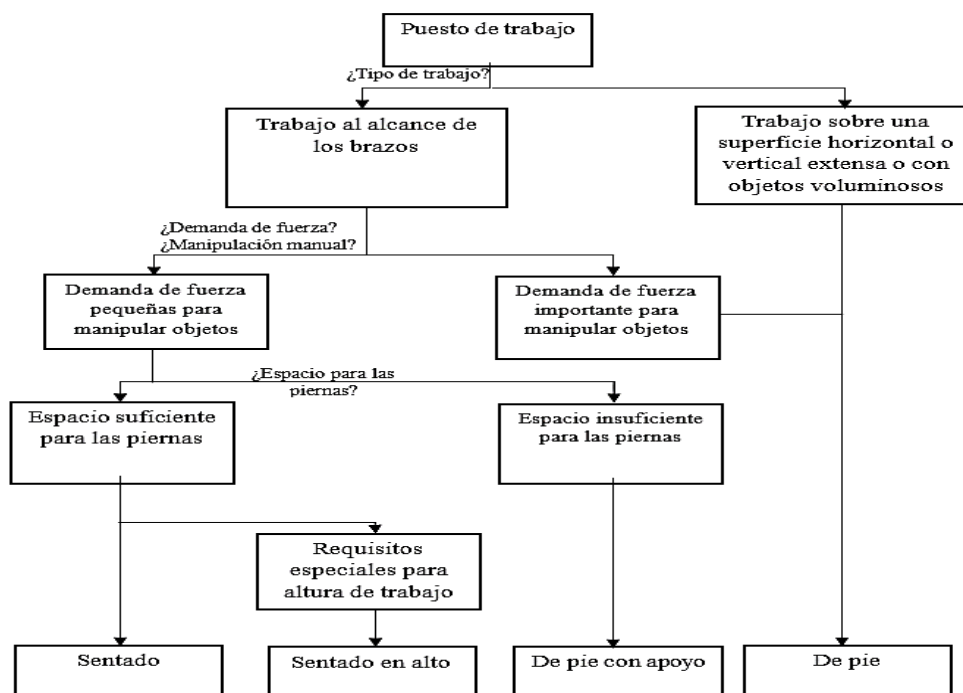 Puesto de trabajo
¿Tipo de trabajo?
Trabajo al alcance de
los brazos
Trabajo sobre una
superficie horizontal o
vertical extensa o con
objetos voluminosos
¿Demanda de fuerza?
¿Manipulación manual?
Demanda de fuerza
pequeñas para
manipular objetos
Demanda de fuerza
importante para
manipular objetos
¿Espacio para las
piernas?
Espacio suficiente
para las piernas
Espacio insuficiente
para las piernas
Requisitos
especiales para
altura de trabajo
Sentado
Sentado en alto
De pie con apoyo
De pie